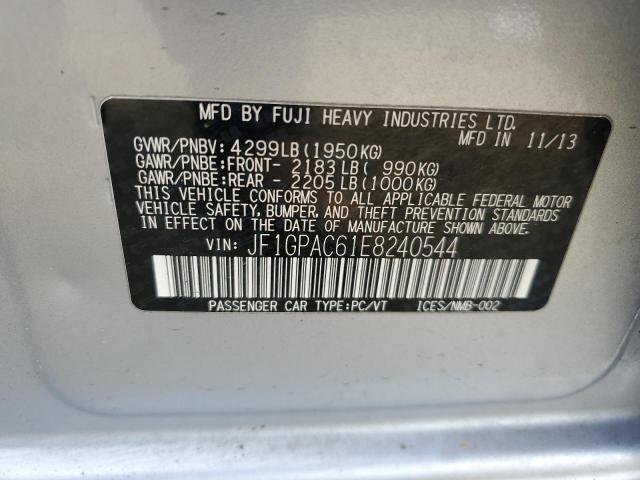 MFD BY FUJI HEAVY INDUSTRIES LTD.
MFD IN 11/13
GVWR/PNBV: 4299LB (1950KG)
GAWR/PNBE:FRONT- 2183LB ( 990KG)
GAWR/PNBE:REAR - 2205LB (1000KG)
THIS VEHICLE CONFORMS TO ALL APPLICABLE FEDERAL MOTOR
VEHICLE SAFETY, BUMPER, AND THEFT PREVENTION STANDARDS
IN EFFECT ON THE DATE OF MANUFACTURE SHOWN ABOVE.
VIN: JF1GPAC61E8240544
PASSENGER CAR TYPE:PC/VT ICES/NMB-002